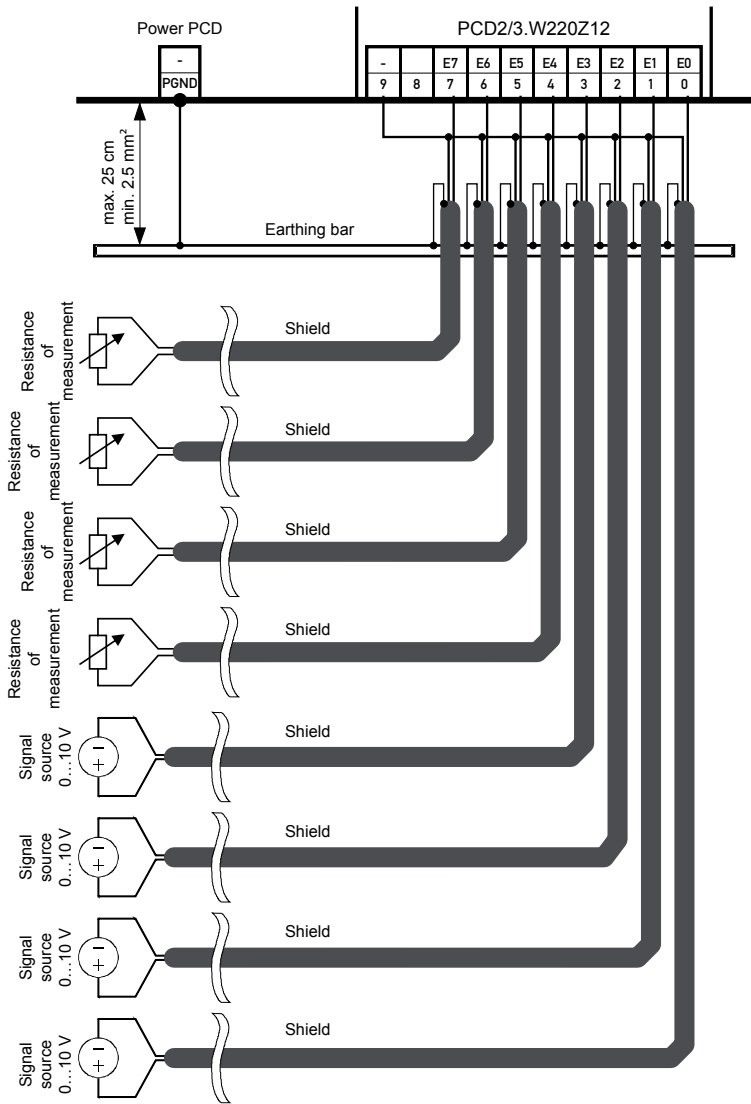 Power PCD
PCD2/3.W220Z12
-
PGND
- E7 E6 E5 E4 E3 E2 E1 E0
9 8 7 6 5 4 3 2 1 0
max. 25 cm
min. 2.5 mm²
Earthing bar
Resistance
of
measurement
Shield
Resistance
of
measurement
Shield
Resistance
of
measurement
Shield
Resistance
of
measurement
Shield
Signal
source
0...10 V
−
+
Shield
Signal
source
0...10 V
−
+
Shield
Signal
source
0...10 V
−
+
Shield
Signal
source
0...10 V
−
+
Shield